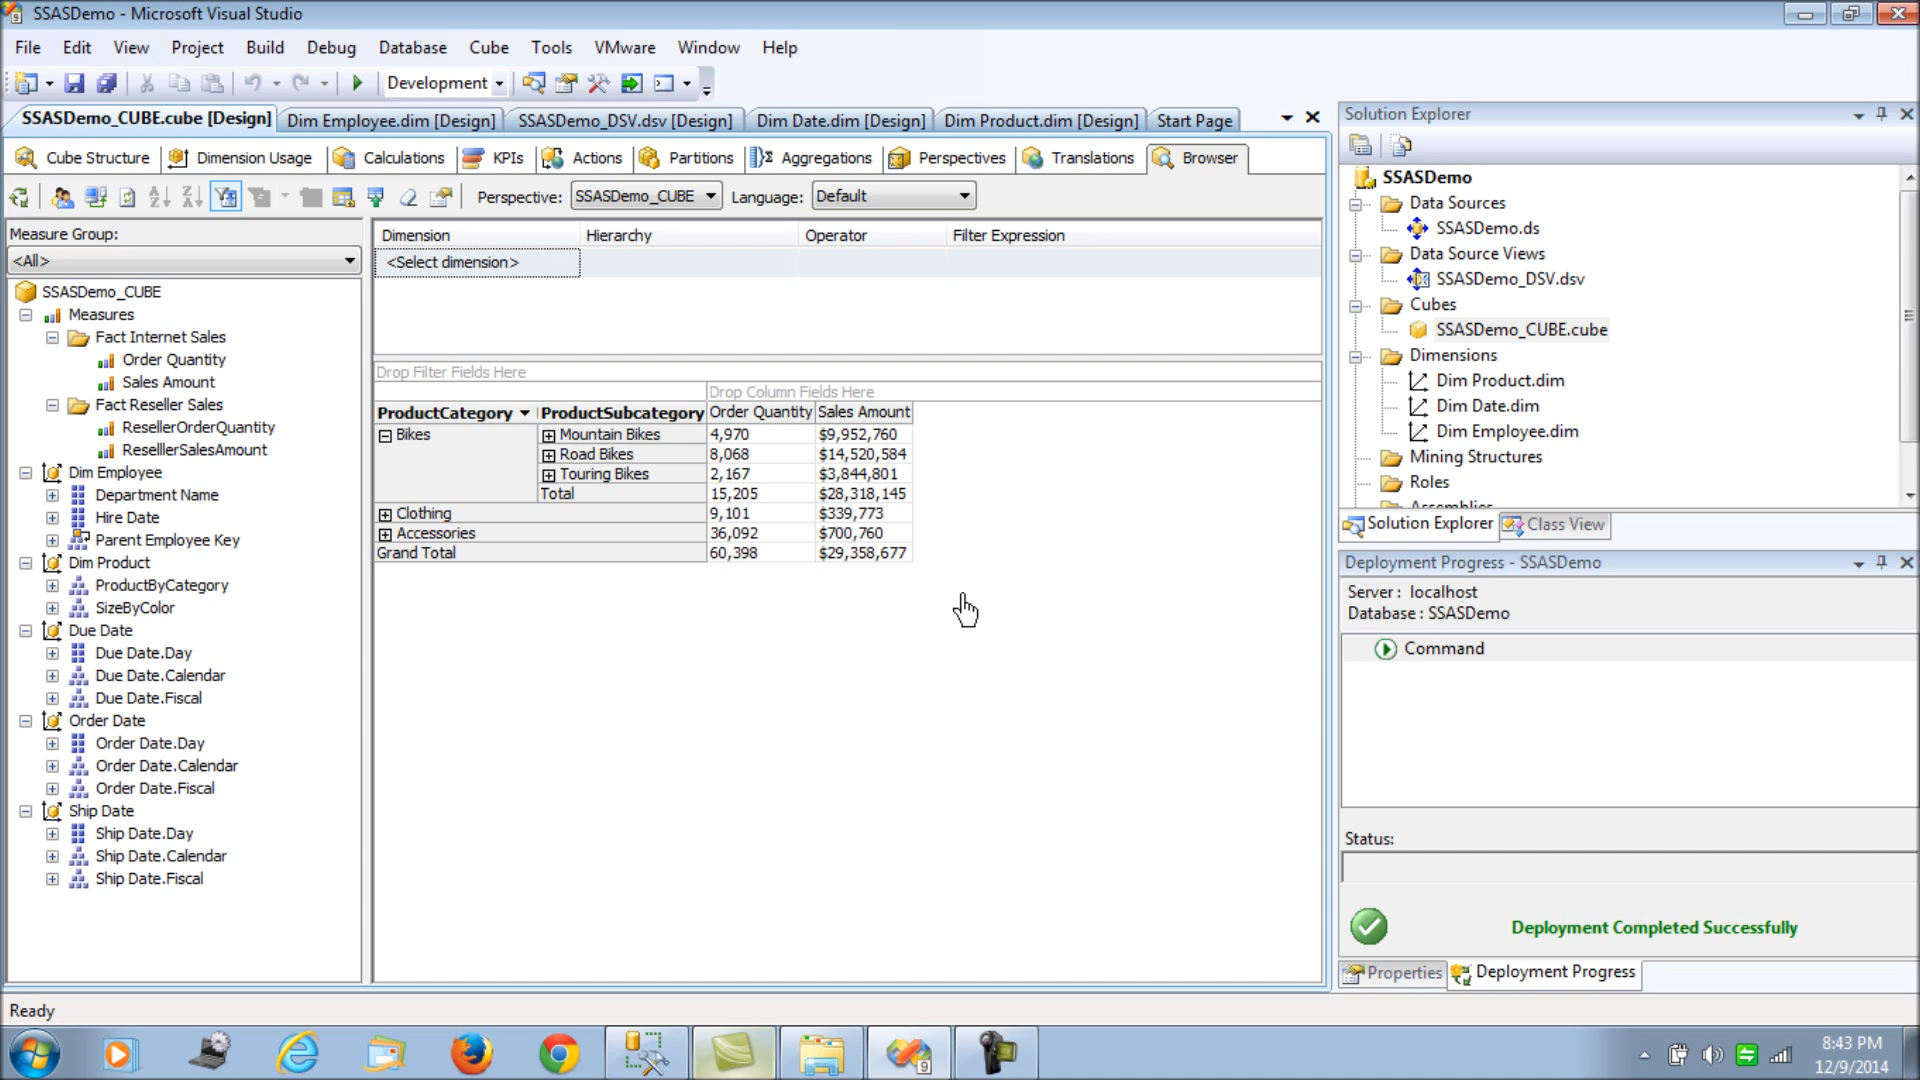 SSASDemo - Microsoft Visual Studio
File Edit View Project Build Debug Database Cube Tools VMware Window Help
Development
SSASDemo_CUBE.cube [Design] Dim Employee.dim [Design] SSASDemo_DSV.dsv [Design] Dim Date.dim [Design] Dim Product.dim [Design] Start Page
Cube Structure Dimension Usage Calculations KPIs Actions Partitions Aggregations Perspectives Translations Browser
Perspective: SSASDemo_CUBE Language: Default
Measure Group:
<All>
SSASDemo_CUBE
Measures
Fact Internet Sales
Order Quantity
Sales Amount
Fact Reseller Sales
ResellerOrderQuantity
ResellerSalesAmount
Dim Employee
Department Name
Hire Date
Parent Employee Key
Dim Product
ProductByCategory
SizeByColor
Due Date
Due Date.Day
Due Date.Calendar
Due Date.Fiscal
Order Date
Order Date.Day
Order Date.Calendar
Order Date.Fiscal
Ship Date
Ship Date.Day
Ship Date.Calendar
Ship Date.Fiscal
Dimension Hierarchy Operator Filter Expression
<Select dimension>
Drop Filter Fields Here
Drop Column Fields Here
ProductCategory ProductSubcategory Order Quantity Sales Amount
Bikes Mountain Bikes 4,970 $9,952,760
Road Bikes 8,068 $14,520,584
Touring Bikes 2,167 $3,844,801
Total 15,205 $28,318,145
Clothing 9,101 $339,773
Accessories 36,092 $700,760
Grand Total 60,398 $29,358,677
Solution Explorer
SSASDemo
Data Sources
SSASDemo.ds
Data Source Views
SSASDemo_DSV.dsv
Cubes
SSASDemo_CUBE.cube
Dimensions
Dim Product.dim
Dim Date.dim
Dim Employee.dim
Mining Structures
Roles
Assemblies
Solution Explorer Class View
Deployment Progress - SSASDemo
Server : localhost
Database : SSASDemo
Command
Status:
Deployment Completed Successfully
Properties Deployment Progress
Ready
9
8:43 PM
12/9/2014